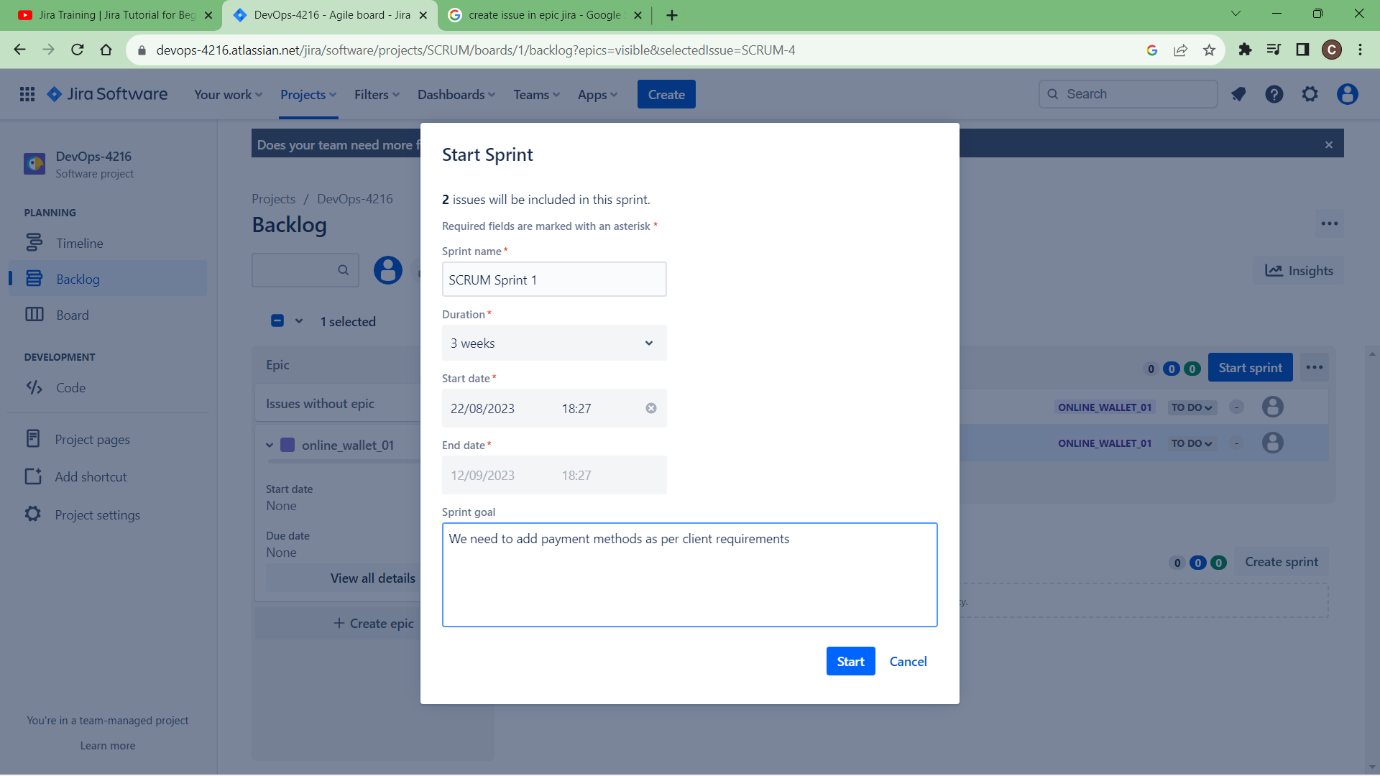 Jira Training | Jira Tutorial for Beg
DevOps-4216 - Agile board - Jira
create issue in epic jira - Google
devops-4216.atlassian.net/jira/software/projects/SCRUM/boards/1/backlog?epics=visible&selectedIssue=SCRUM-4
C
Jira Software
Your work
Projects
Filters
Dashboards
Teams
Apps
Create
Search
DevOps-4216
Software project
PLANNING
Timeline
Backlog
Board
DEVELOPMENT
Code
Project pages
Add shortcut
Project settings
You're in a team-managed project
Learn more
Does your team need more
Projects / DevOps-4216
Backlog
Insights
1 selected
Epic
Issues without epic
online_wallet_01
Start date
None
Due date
None
View all details
+ Create epic
0 0 0 Start sprint
ONLINE_WALLET_01 TO DO -
ONLINE_WALLET_01 TO DO -
0 0 0 Create sprint
Start Sprint
2 issues will be included in this sprint.
Required fields are marked with an asterisk *
Sprint name*
SCRUM Sprint 1
Duration*
3 weeks
Start date*
22/08/2023 18:27
End date*
12/09/2023 18:27
Sprint goal
We need to add payment methods as per client requirements
Start
Cancel